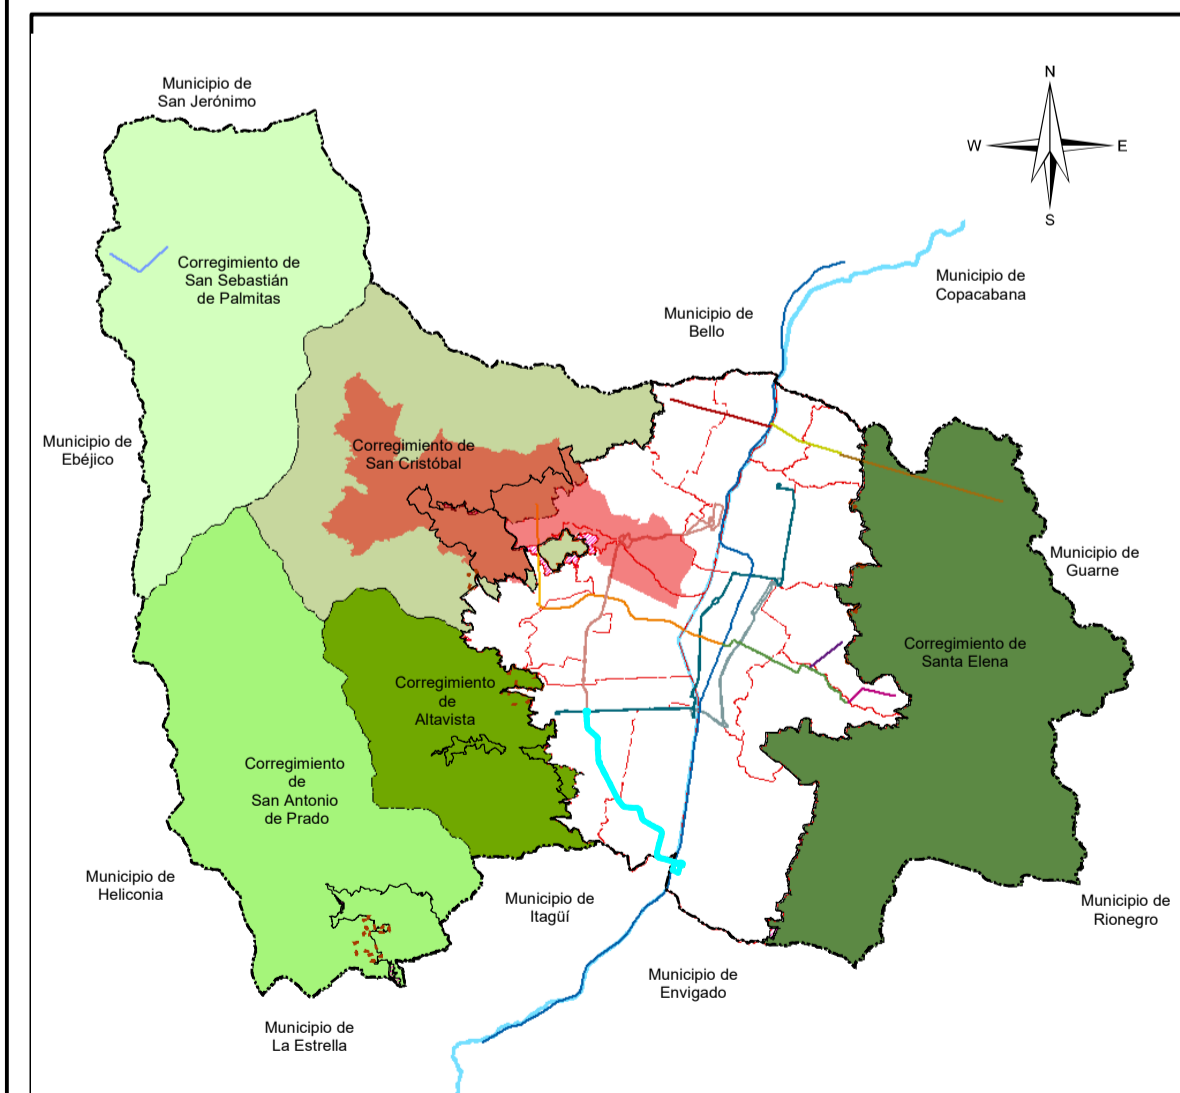 Municipio de
San Jerónimo
N
W
E
S
Corregimiento de
San Sebastián
de Palmitas
Municipio de
Copacabana
Municipio de
Bello
Municipio de
Ebéjico
Corregimiento de
San Cristóbal
Municipio de
Guarne
Corregimiento de
Santa Elena
Corregimiento
de
Altavista
Corregimiento
de
San Antonio
de Prado
Municipio de
Heliconia
Municipio de
Itagüí
Municipio de
Rionegro
Municipio de
Envigado
Municipio de
La Estrella